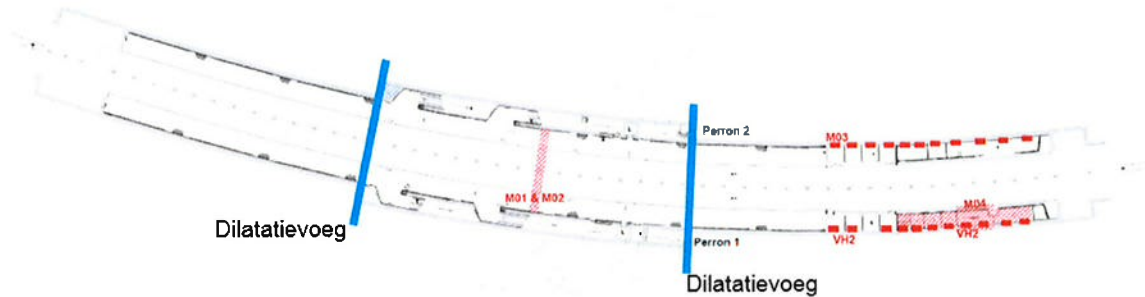 Perron 2
M03
M01 & M02
M04
Dilatatievoeg
Perron 1
VH2
VH2
Dilatatievoeg